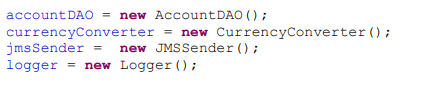 accountDAO = new AccountDAO();
currencyConverter = new CurrencyConverter();
jmsSender =  new JMSSender();
logger = new Logger();